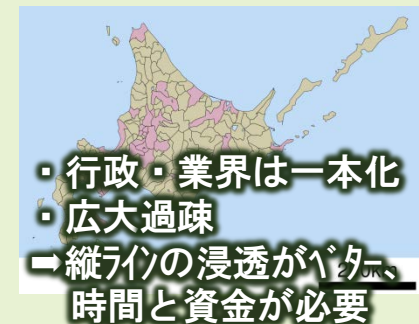 ・行政・業界は一本化
・広大過疎
➡縦ﾗｲﾝの浸透がﾍﾞﾀｰ、
時間と資金が必要